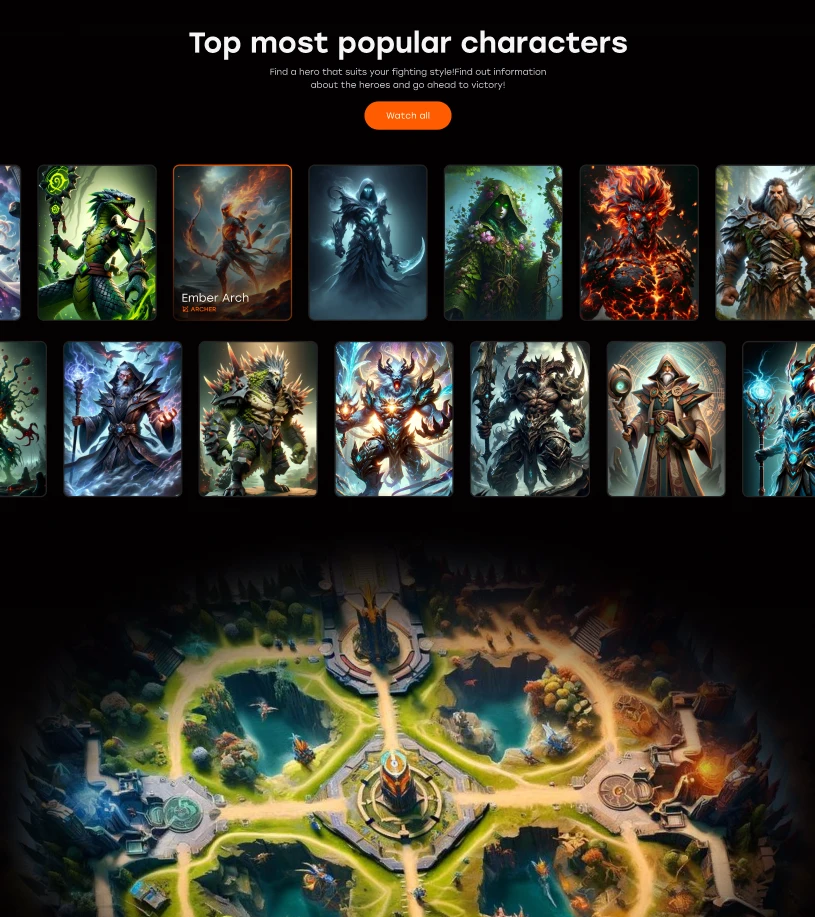 Top most popular characters
Find a hero that suits your fighting style!Find out information
about the heroes and go ahead to victory!
Watch all
Ember Arch
ARCHER